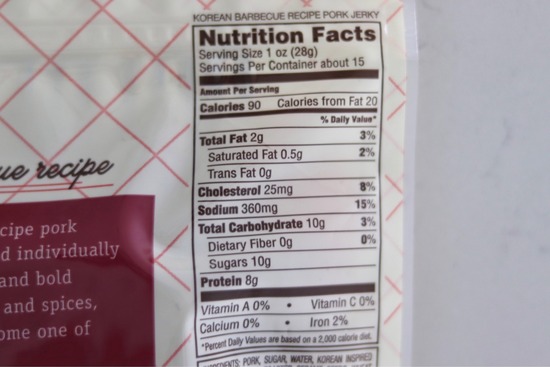 KOREAN BARBECUE RECIPE PORK JERKY
Nutrition Facts
Serving Size 1 oz (28g)
Servings Per Container about 15
Amount Per Serving
Calories 90 Calories from Fat 20
% Daily Value*
Total Fat 2g 3%
Saturated Fat 0.5g 2%
Trans Fat 0g
Cholesterol 25mg 8%
Sodium 360mg 15%
Total Carbohydrate 10g 3%
Dietary Fiber 0g 0%
Sugars 10g
Protein 8g
Vitamin A 0% • Vitamin C 0%
Calcium 0% • Iron 2%
*Percent Daily Values are based on a 2,000 calorie diet.
PORK, SUGAR, WATER, KOREAN INSPIRED
ue recipe
cipe pork
d individually
and bold
and spices,
ome one of